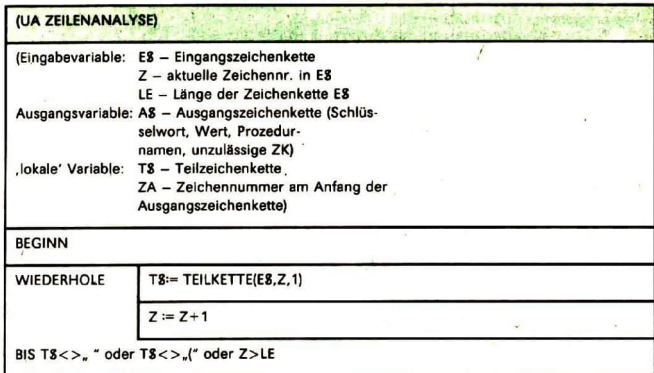 (UA ZEILENANALYSE)
(Eingabevariable: E$ – Eingangszeichenkette
Z – aktuelle Zeichennr. in E$
LE – Länge der Zeichenkette E$
Ausgangsvariable: A$ – Ausgangszeichenkette (Schlüs-
selwort, Wert, Prozedur-
namen, unzulässige ZK)
‚lokale' Variable: T$ – Teilzeichenkette
ZA – Zeichennummer am Anfang der
Ausgangszeichenkette)
BEGINN
WIEDERHOLE T$:= TEILKETTE(E$,Z,1)
Z := Z+1
BIS T$<>„ “ oder T$<>„(“ oder Z>LE